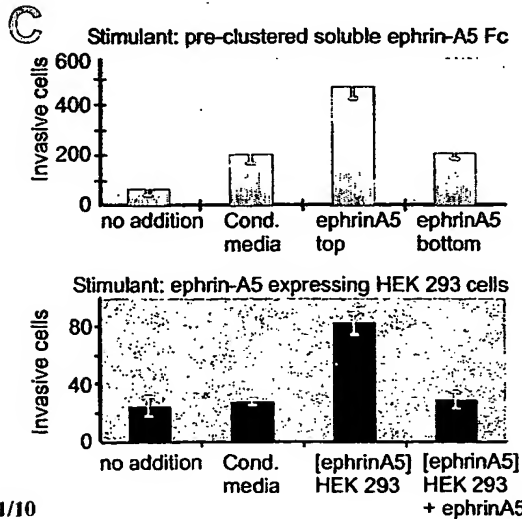 C
Stimulant: pre-clustered soluble ephrin-A5 Fc
Invasive cells
600
400
200
0
no addition
Cond. media
ephrinA5 top
ephrinA5 bottom
Stimulant: ephrin-A5 expressing HEK 293 cells
Invasive cells
80
40
0
no addition
Cond. media
[ephrinA5] HEK 293
[ephrinA5] HEK 293 + ephrinA5
1/10